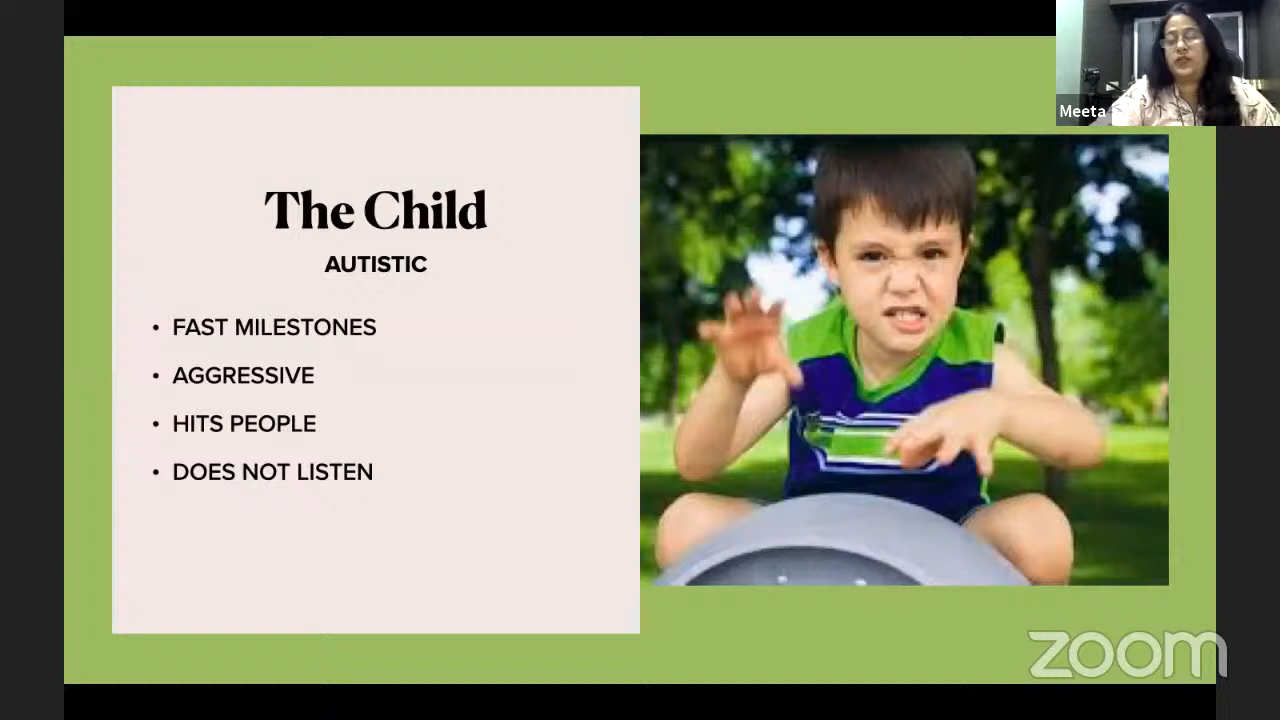 The Child
AUTISTIC
• FAST MILESTONES
• AGGRESSIVE
• HITS PEOPLE
• DOES NOT LISTEN
Meeta
zoom